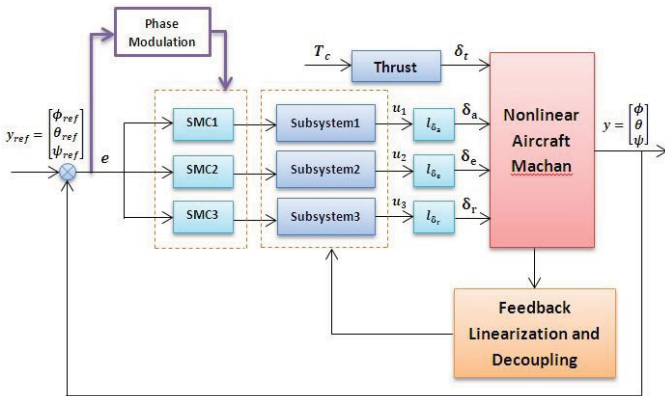 Phase
Modulation
T_c
Thrust
δ_t
y_ref = [ϕ_ref
θ_ref
ψ_ref]
e
SMC1
Subsystem1
u_1
l_δa
δ_a
SMC2
Subsystem2
u_2
l_δe
δ_e
SMC3
Subsystem3
u_3
l_δr
δ_r
Nonlinear
Aircraft
Machan
y = [ϕ
θ
ψ]
Feedback
Linearization and
Decoupling